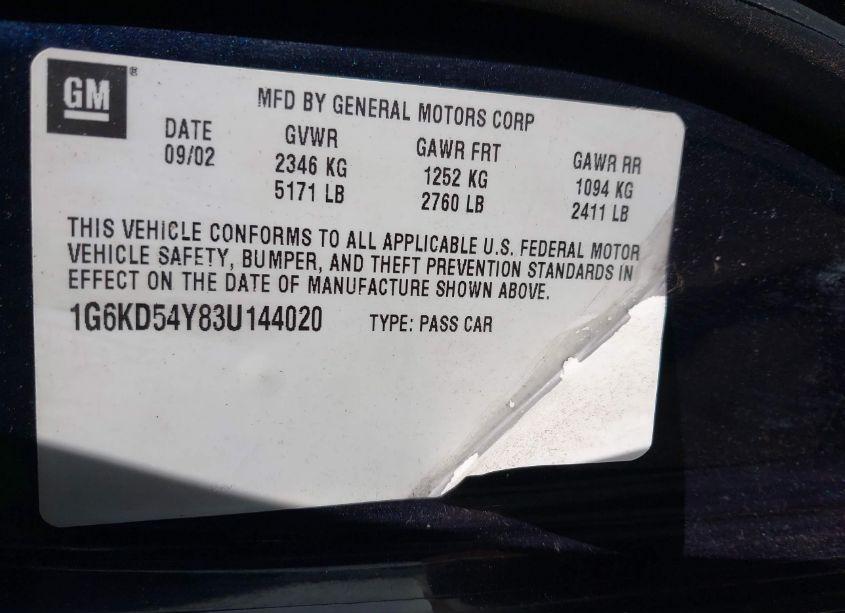 GM®
MFD BY GENERAL MOTORS CORP
DATE GVWR GAWR FRT GAWR RR
09/02 2346 KG 1252 KG 1094 KG
5171 LB 2760 LB 2411 LB
THIS VEHICLE CONFORMS TO ALL APPLICABLE U.S. FEDERAL MOTOR
VEHICLE SAFETY, BUMPER, AND THEFT PREVENTION STANDARDS IN
EFFECT ON THE DATE OF MANUFACTURE SHOWN ABOVE.
1G6KD54Y83U144020 TYPE: PASS CAR